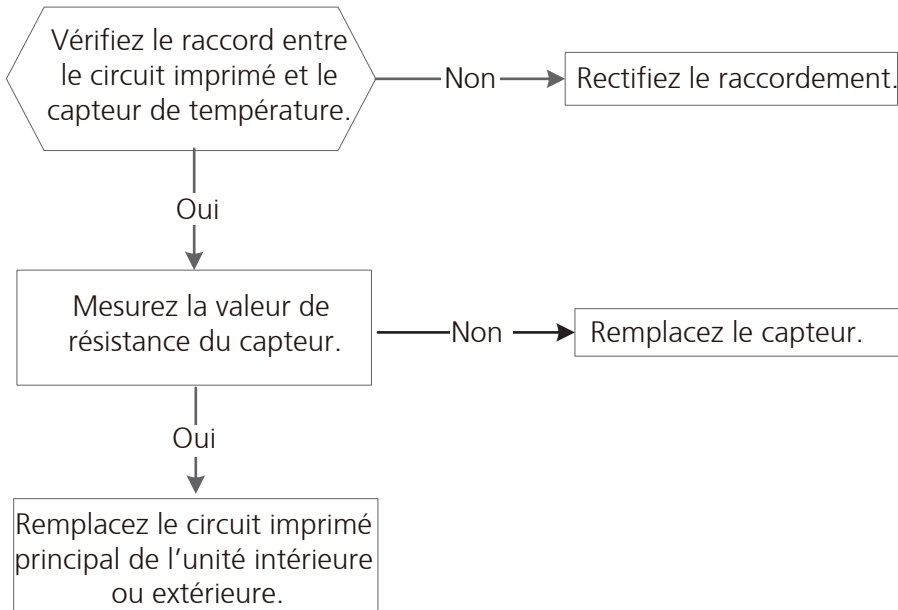 Vérifiez le raccord entre
le circuit imprimé et le
capteur de température.
Non
Rectifiez le raccordement.
Oui
Mesurez la valeur de
résistance du capteur.
Non
Remplacez le capteur.
Oui
Remplacez le circuit imprimé
principal de l’unité intérieure
ou extérieure.